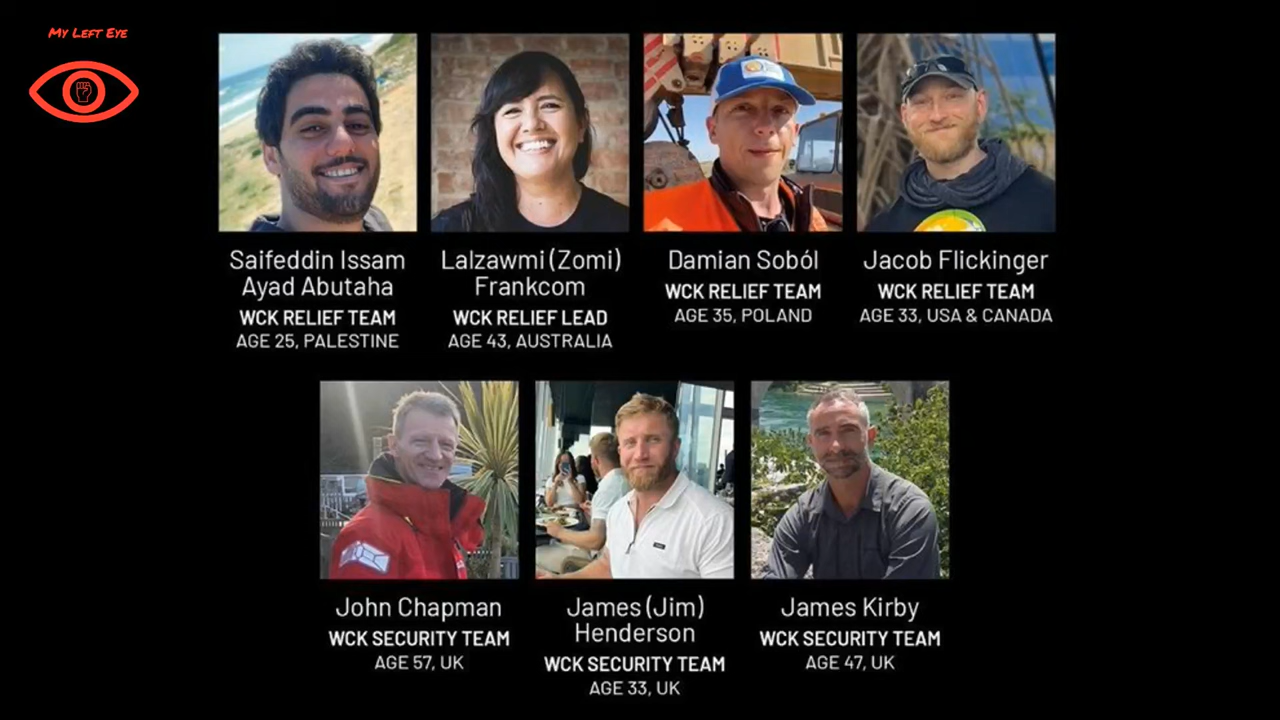 My Left Eye
Saifeddin Issam
Ayad Abutaha
WCK RELIEF TEAM
AGE 25, PALESTINE
Lalzawmi (Zomi)
Frankcom
WCK RELIEF LEAD
AGE 43, AUSTRALIA
Damian Soból
WCK RELIEF TEAM
AGE 35, POLAND
Jacob Flickinger
WCK RELIEF TEAM
AGE 33, USA & CANADA
John Chapman
WCK SECURITY TEAM
AGE 57, UK
James (Jim)
Henderson
WCK SECURITY TEAM
AGE 33, UK
James Kirby
WCK SECURITY TEAM
AGE 47, UK